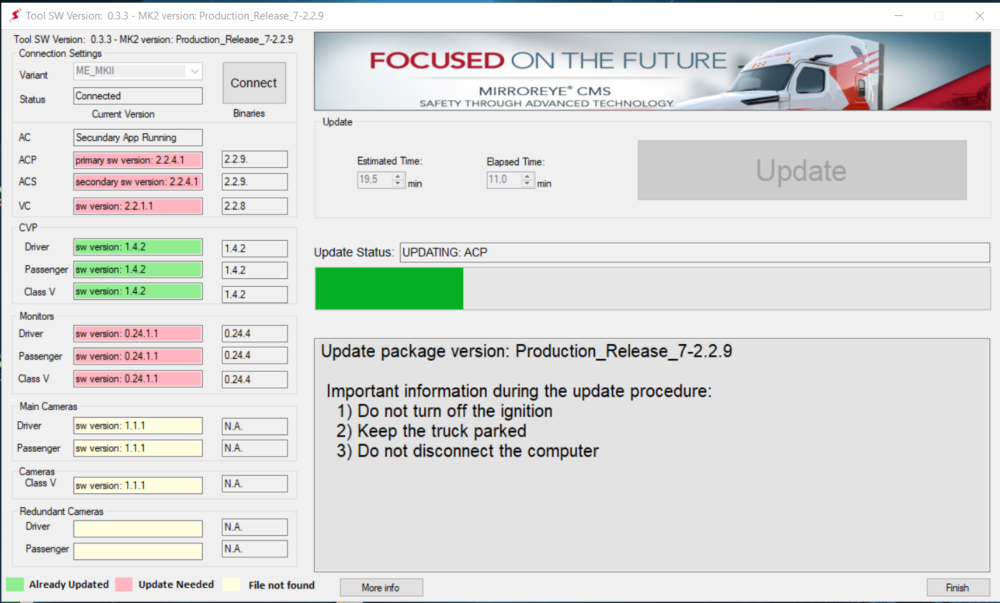 Tool SW Version:  0.3.3 - MK2 version: Production_Release_7-2.2.9
Tool SW Version:  0.3.3 - MK2 version: Production_Release_7-2.2.9
Connection Settings
Variant ME_MKII
Connect
Status Connected
Current Version Binaries
AC Secundary App Running
ACP primary sw version: 2.2.4.1 2.2.9.
ACS secondary sw version: 2.2.4.1 2.2.9.
VC sw version: 2.2.1.1 2.2.8
CVP
Driver sw version: 1.4.2 1.4.2
Passenger sw version: 1.4.2 1.4.2
Class V sw version: 1.4.2 1.4.2
Monitors
Driver sw version: 0.24.1.1 0.24.4
Passenger sw version: 0.24.1.1 0.24.4
Class V sw version: 0.24.1.1 0.24.4
Main Cameras
Driver sw version: 1.1.1 N.A.
Passenger sw version: 1.1.1 N.A.
Cameras
Class V sw version: 1.1.1 N.A.
Redundant Cameras
Driver N.A.
Passenger N.A.
Already Updated Update Needed File not found
FOCUSED ON THE FUTURE
MIRROREYE® CMS
SAFETY THROUGH ADVANCED TECHNOLOGY.
Update
Estimated Time: Elapsed Time:
19,5 min 11,0 min
Update
Update Status: UPDATING: ACP
Update package version: Production_Release_7-2.2.9
Important information during the update procedure:
1) Do not turn off the ignition
2) Keep the truck parked
3) Do not disconnect the computer
More info Finish